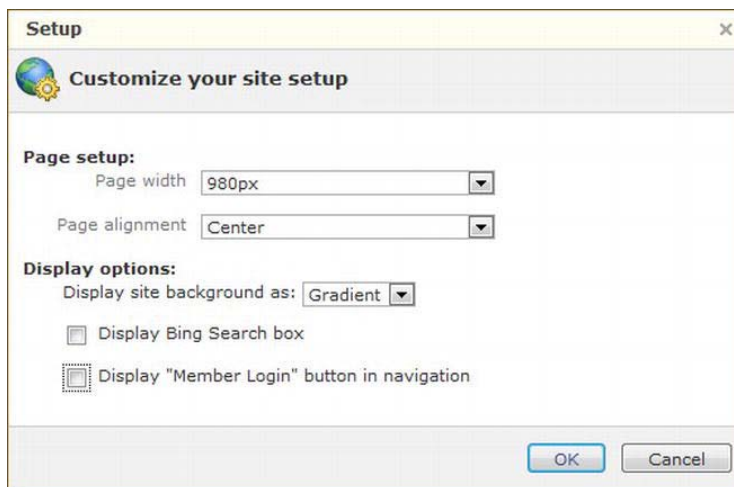 Setup
Customize your site setup
Page setup:
Page width 980px
Page alignment Center
Display options:
Display site background as: Gradient
Display Bing Search box
Display "Member Login" button in navigation
OK Cancel